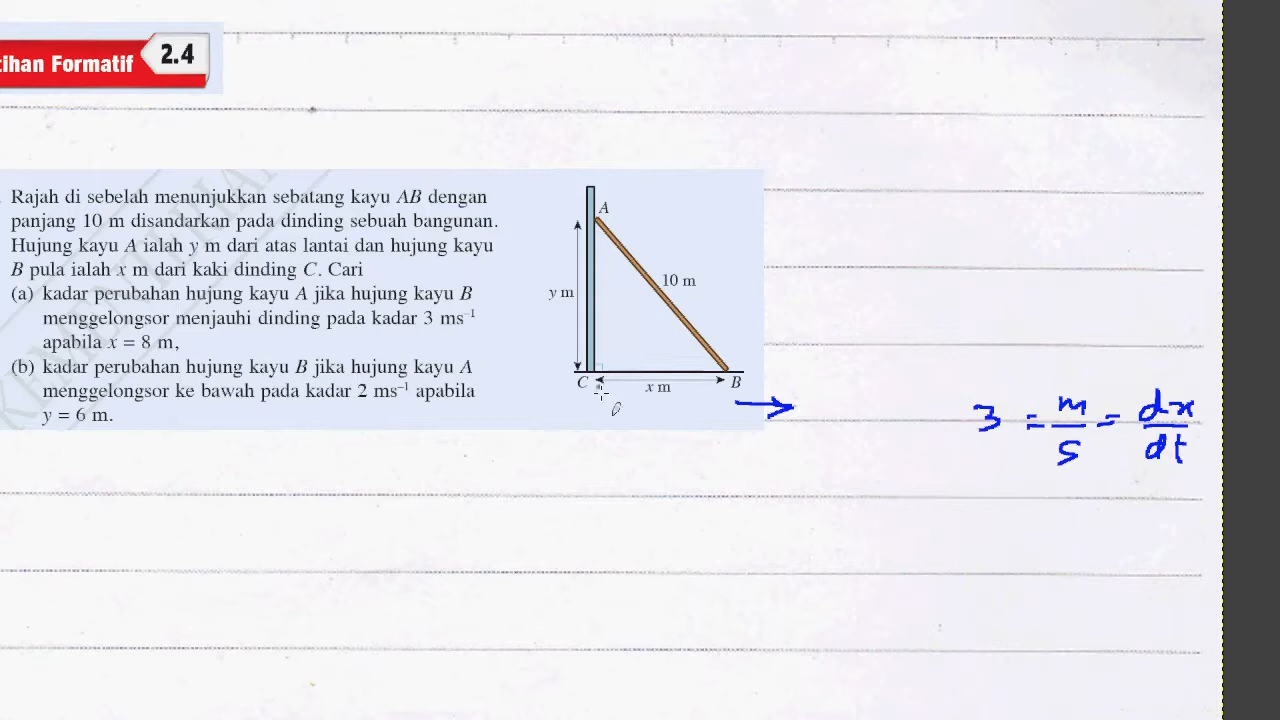 tihan Formatif 2.4
Rajah di sebelah menunjukkan sebatang kayu AB dengan
panjang 10 m disandarkan pada dinding sebuah bangunan.
Hujung kayu A ialah y m dari atas lantai dan hujung kayu
B pula ialah x m dari kaki dinding C. Cari
(a) kadar perubahan hujung kayu A jika hujung kayu B
menggelongsor menjauhi dinding pada kadar 3 ms⁻¹
apabila x = 8 m,
(b) kadar perubahan hujung kayu B jika hujung kayu A
menggelongsor ke bawah pada kadar 2 ms⁻¹ apabila
y = 6 m.
A
10 m
y m
C
x m
B
3 = m/s = dx/dt